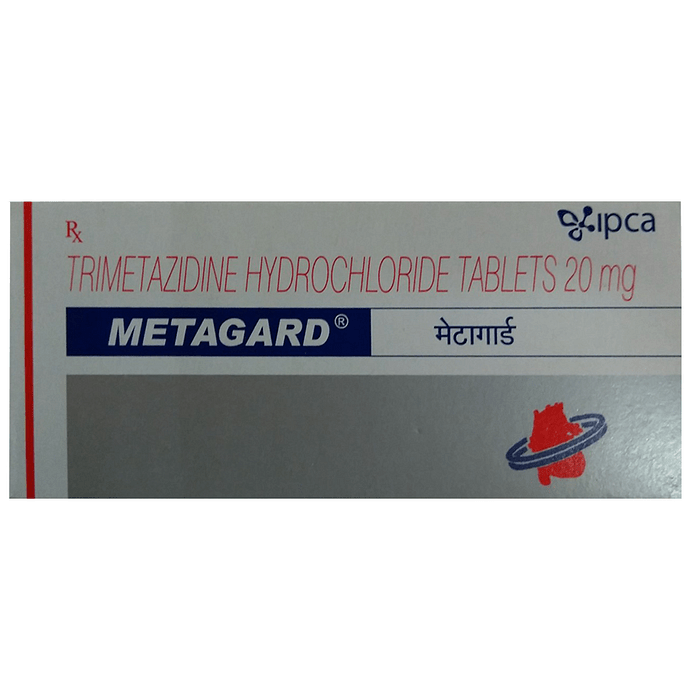 ipca
Rx
TRIMETAZIDINE HYDROCHLORIDE TABLETS 20 mg
METAGARD® मेटागार्ड